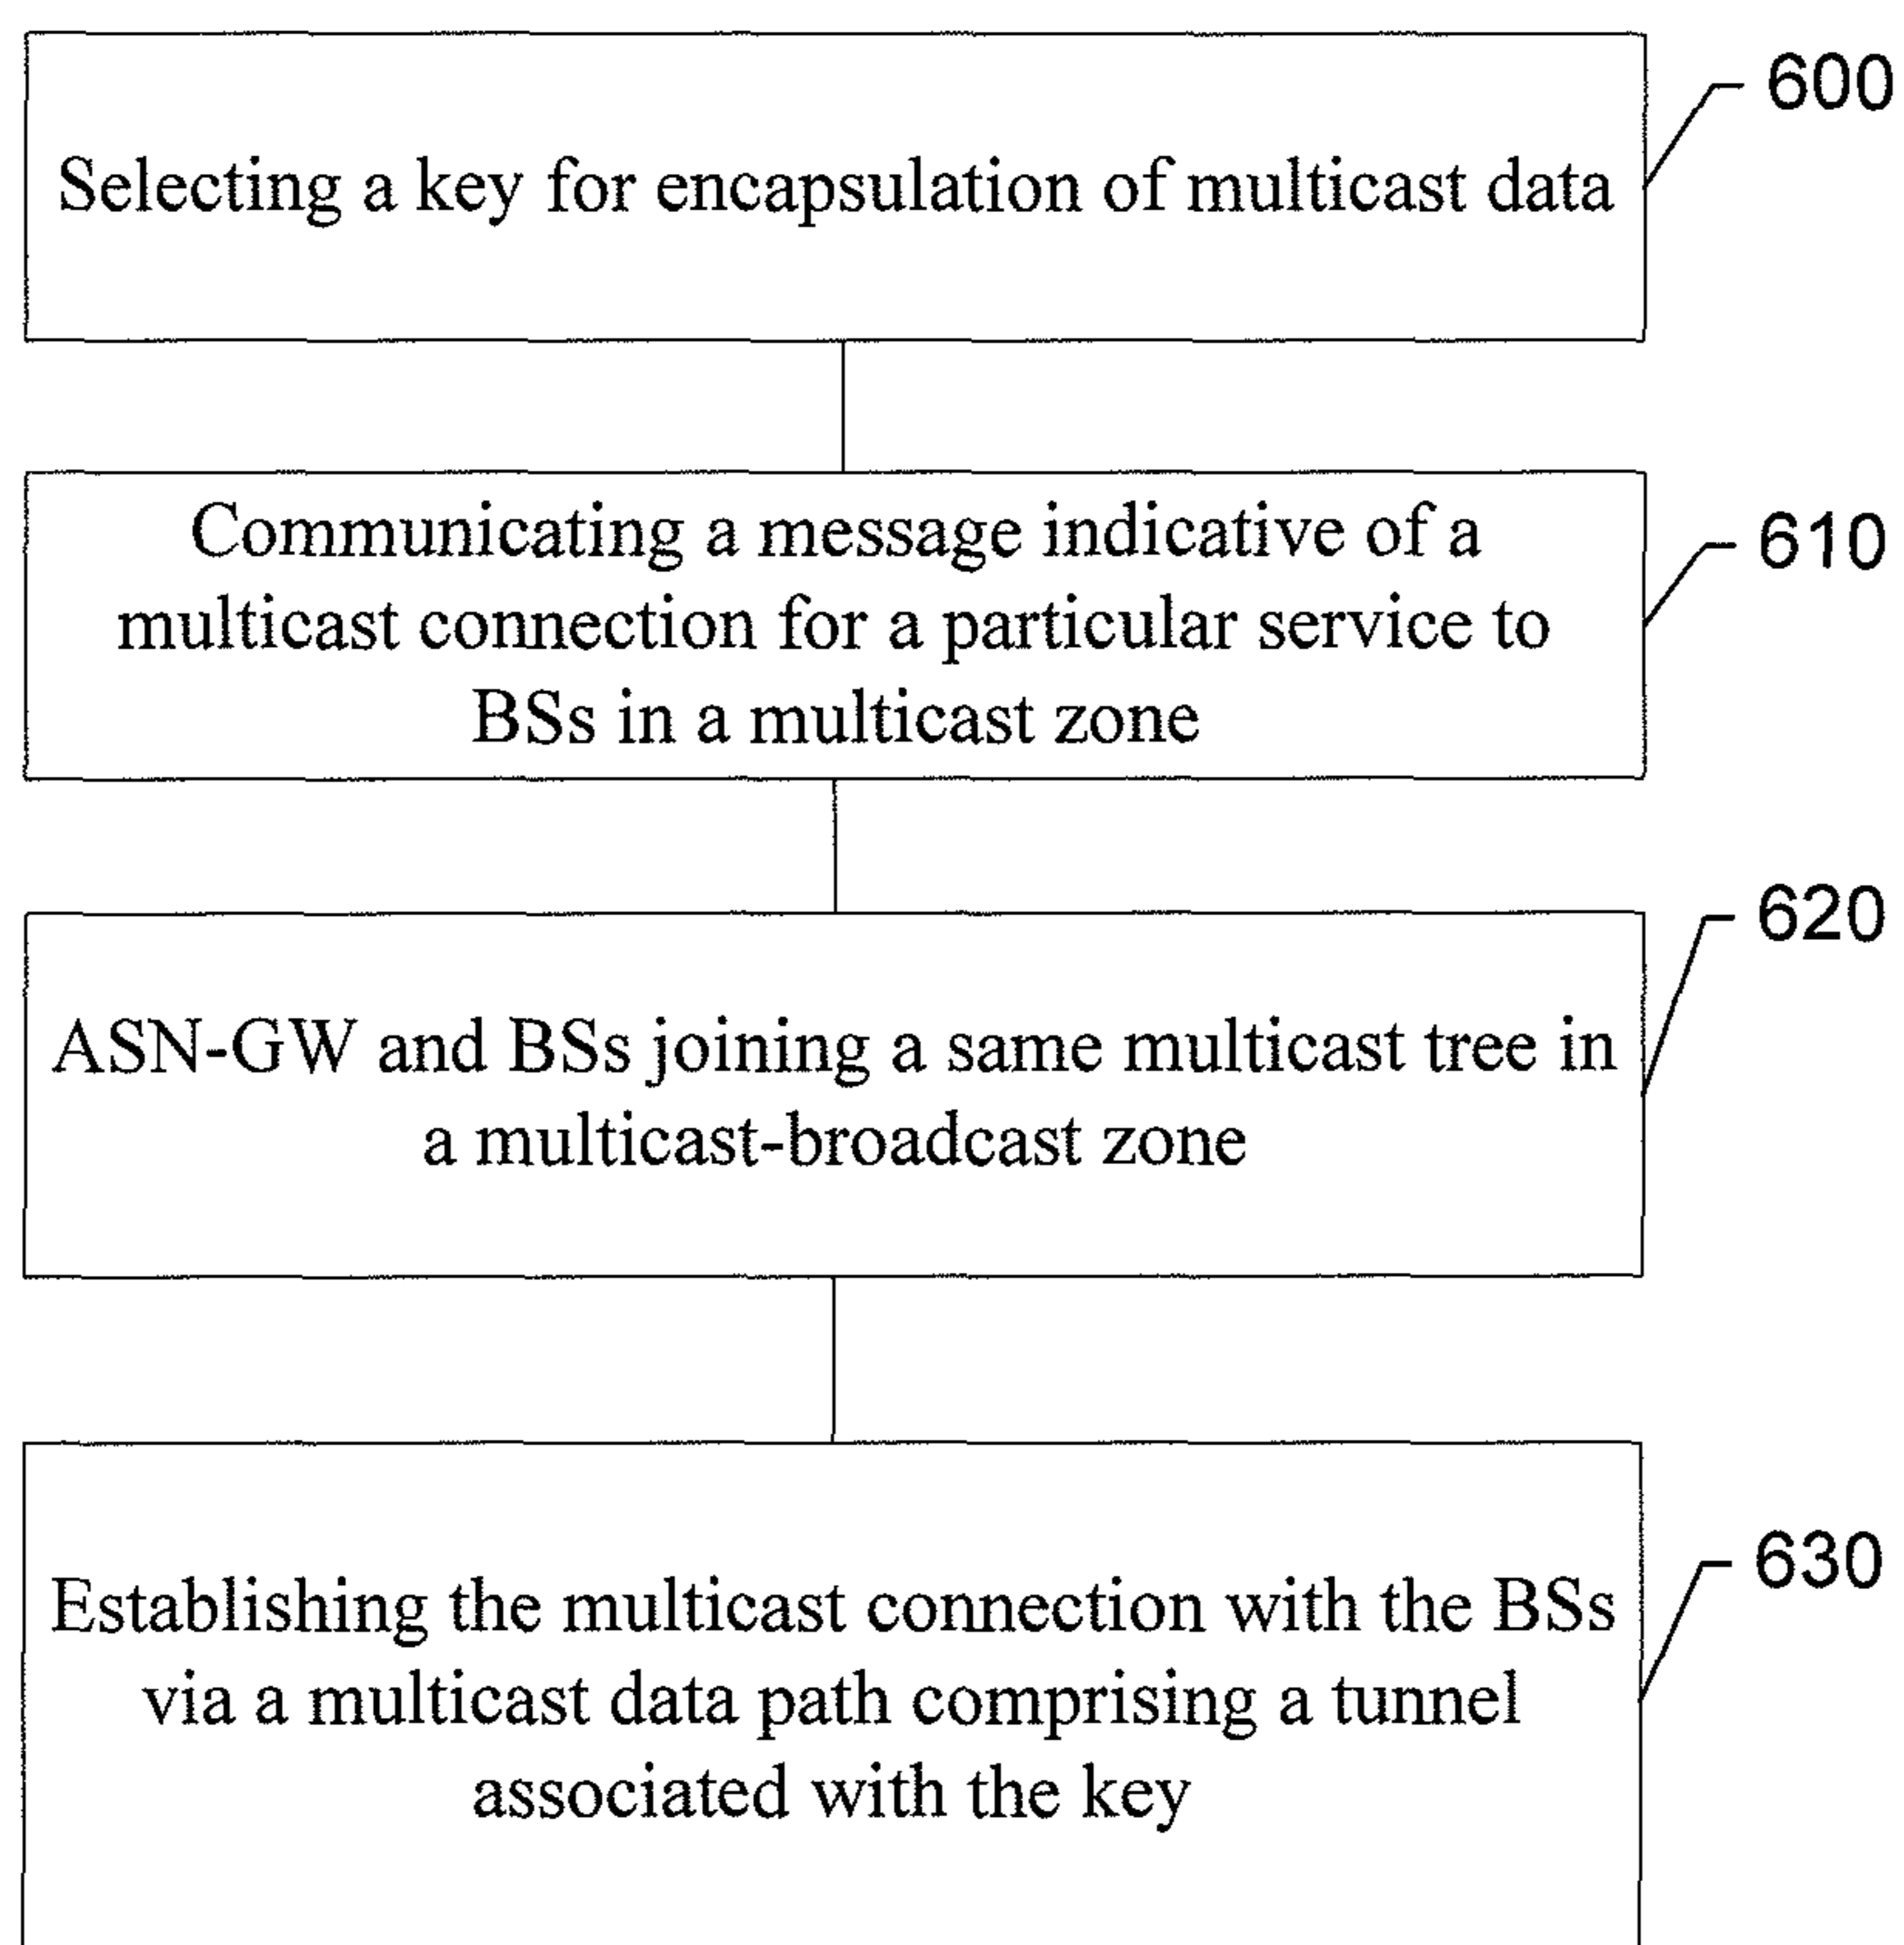 600
Selecting a key for encapsulation of multicast data
610
Communicating a message indicative of a
multicast connection for a particular service to
BSs in a multicast zone
620
ASN-GW and BSs joining a same multicast tree in
a multicast-broadcast zone
630
Establishing the multicast connection with the BSs
via a multicast data path comprising a tunnel
associated with the key